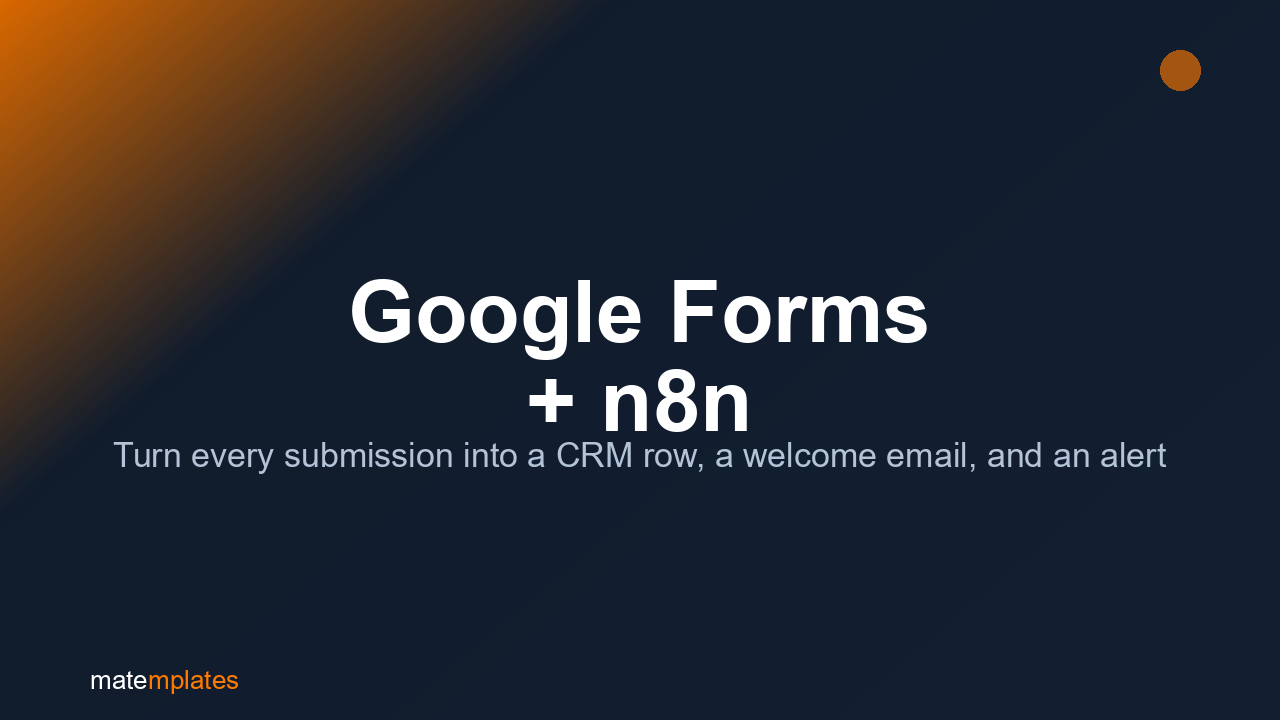 Google Forms
+ n8n
Turn every submission into a CRM row, a welcome email, and an alert
matemplates